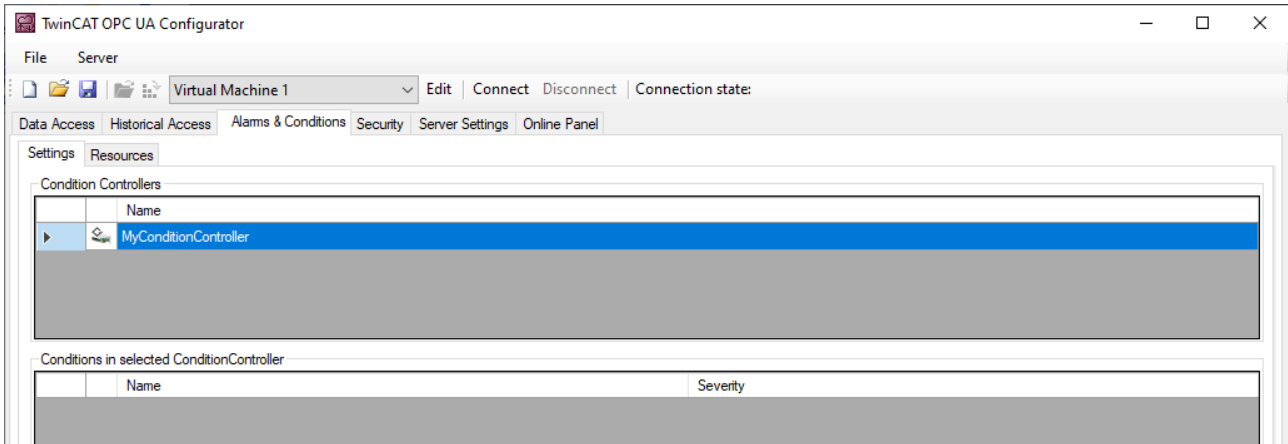 TwinCAT OPC UA Configurator
File Server
Virtual Machine 1 Edit Connect Disconnect Connection state:
Data Access Historical Access Alarms & Conditions Security Server Settings Online Panel
Settings Resources
Condition Controllers
Name
MyConditionController
Conditions in selected ConditionController
Name Severity